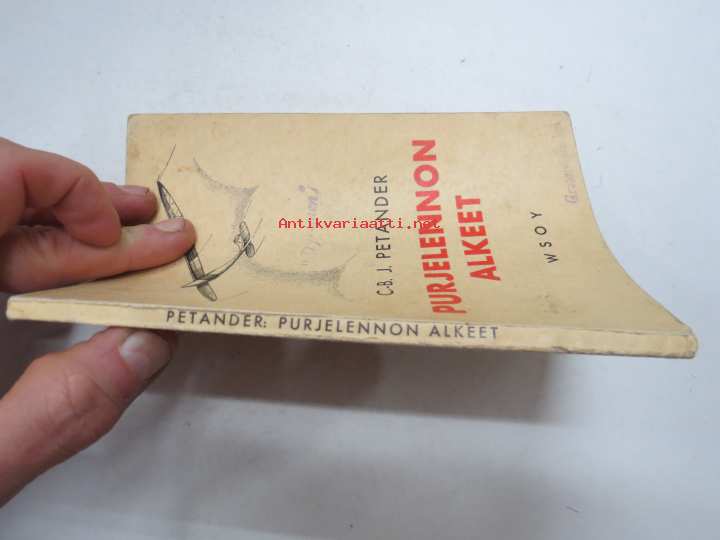 C.-B. J. PETANDER
PURJELENNON
ALKEET
WSOY
PETANDER: PURJELENNON ALKEET
Antikvariaatti.net